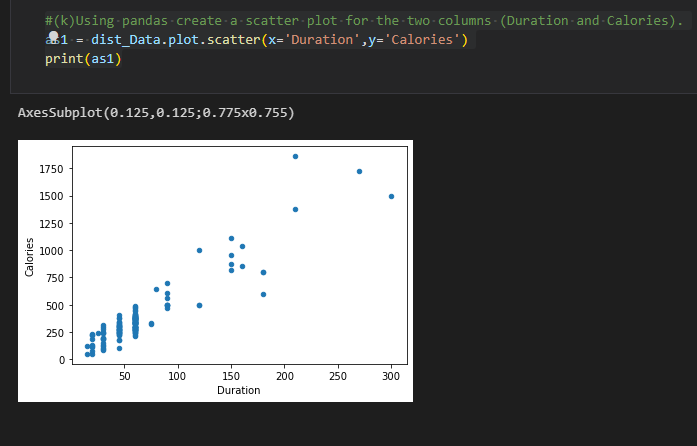 #(k)Using pandas create a scatter plot for the two columns (Duration and Calories).
as1 = dist_Data.plot.scatter(x='Duration',y='Calories')
print(as1)
AxesSubplot(0.125,0.125;0.775x0.755)
1750
1500
1250
1000
750
500
250
0
Calories
50 100 150 200 250 300
Duration